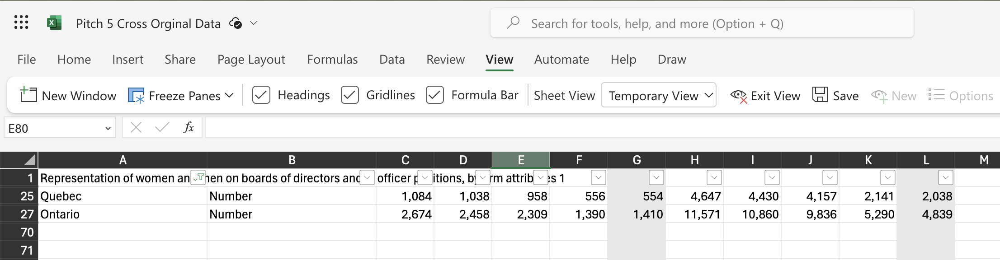 Pitch 5 Cross Orginal Data
Search for tools, help, and more (Option + Q)
File Home Insert Share Page Layout Formulas Data Review View Automate Help Draw
New Window Freeze Panes Headings Gridlines Formula Bar Sheet View Temporary View Exit View Save New Options
E80 fx
A B C D E F G H I J K L M
1 Representation of women an men on boards of directors and officer p itions, by rm attrib es 1
25 Quebec Number 1,084 1,038 958 556 554 4,647 4,430 4,157 2,141 2,038
27 Ontario Number 2,674 2,458 2,309 1,390 1,410 11,571 10,860 9,836 5,290 4,839
70
71